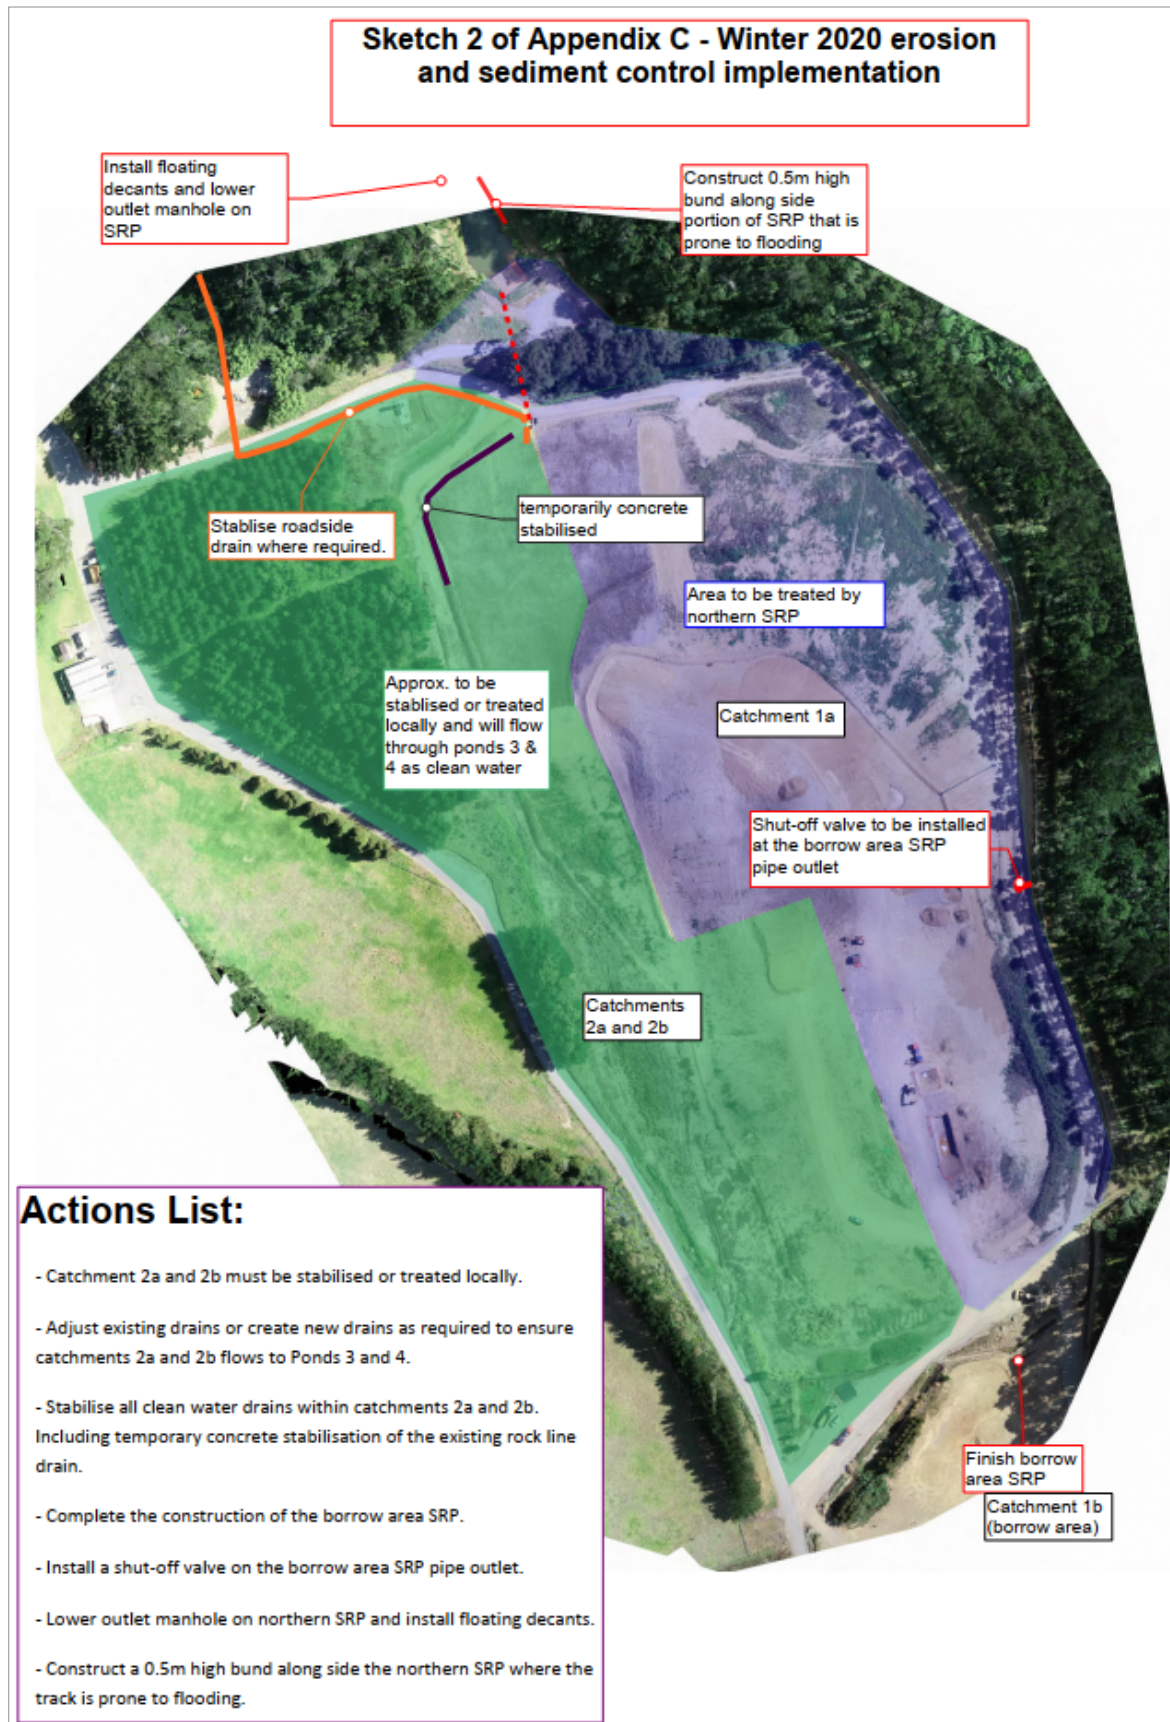 Sketch 2 of Appendix C - Winter 2020 erosion
and sediment control implementation
Install floating
decants and lower
outlet manhole on
SRP
Construct 0.5m high
bund along side
portion of SRP that is
prone to flooding
Stablise roadside
drain where required.
temporarily concrete
stabilised
Area to be treated by
northern SRP
Approx. to be
stablised or treated
locally and will flow
through ponds 3 &
4 as clean water
Catchment 1a
Shut-off valve to be installed
at the borrow area SRP
pipe outlet
Catchments
2a and 2b
Actions List:
- Catchment 2a and 2b must be stabilised or treated locally.
- Adjust existing drains or create new drains as required to ensure
catchments 2a and 2b flows to Ponds 3 and 4.
- Stabilise all clean water drains within catchments 2a and 2b.
Including temporary concrete stabilisation of the existing rock line
drain.
- Complete the construction of the borrow area SRP.
- Install a shut-off valve on the borrow area SRP pipe outlet.
- Lower outlet manhole on northern SRP and install floating decants.
- Construct a 0.5m high bund along side the northern SRP where the
track is prone to flooding.
Finish borrow
area SRP
Catchment 1b
(borrow area)